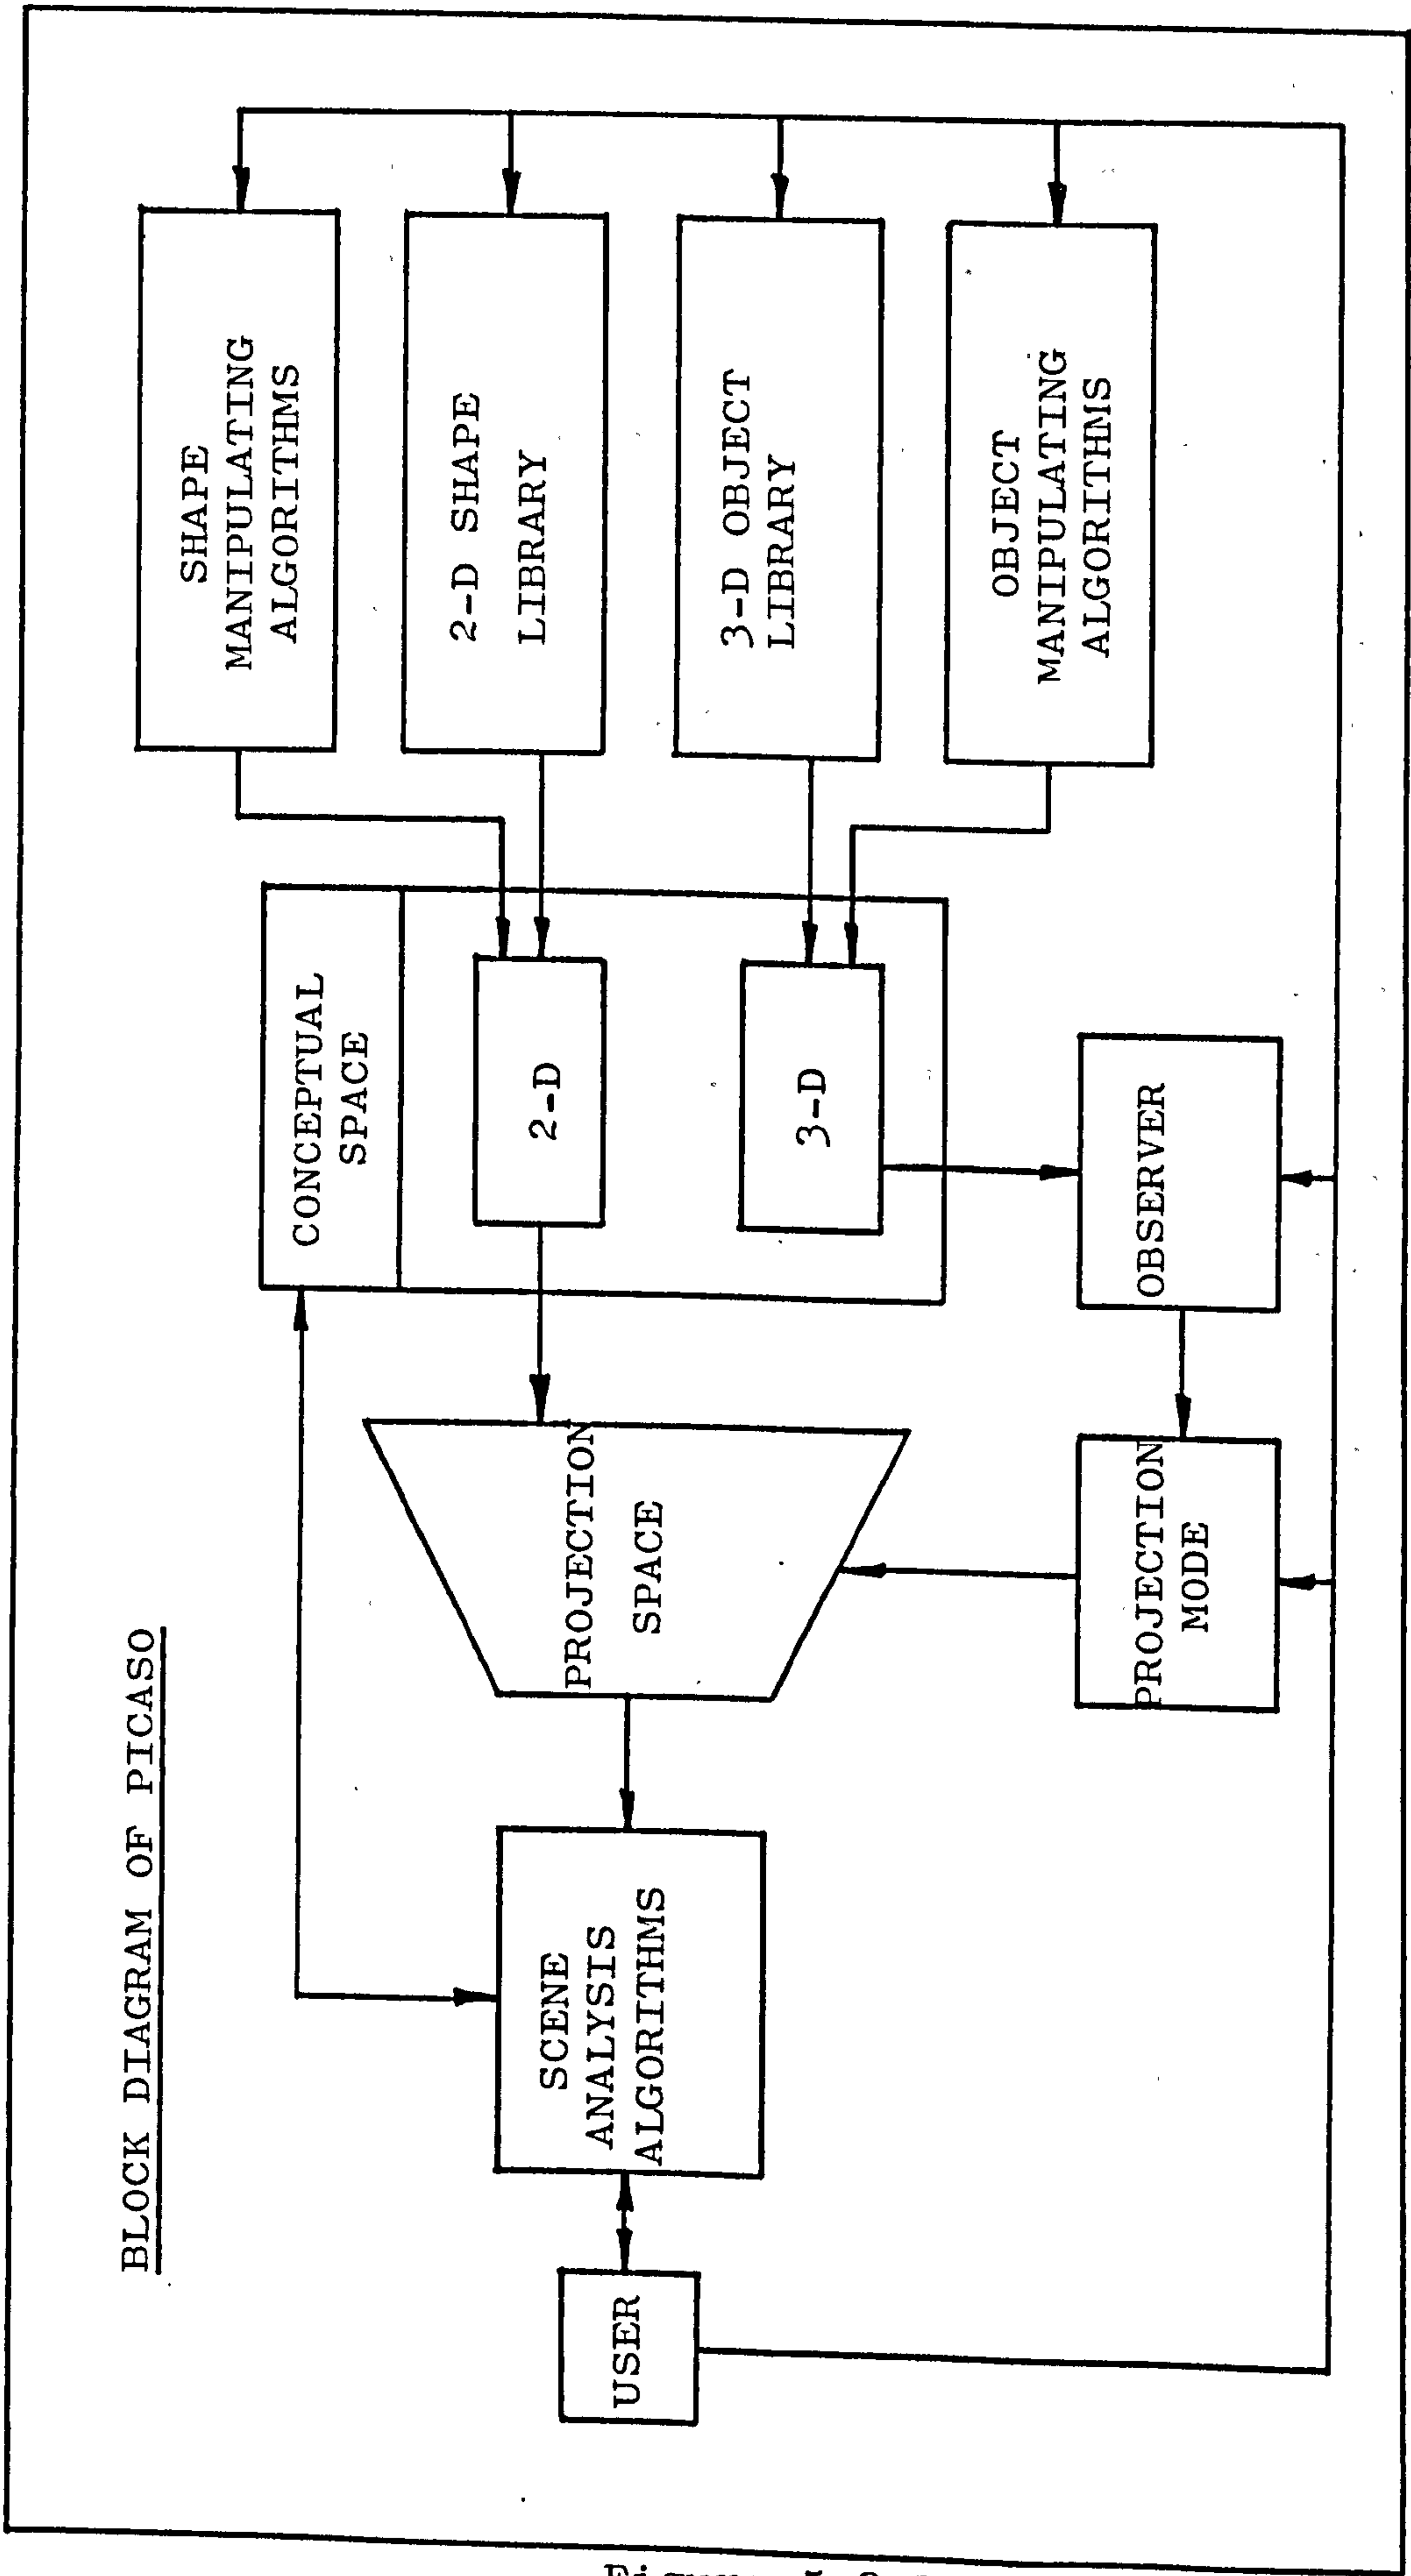 BLOCK DIAGRAM OF PICASO
USER
SCENE
ANALYSIS
ALGORITHMS
PROJECTION
SPACE
PROJECTION
MODE
CONCEPTUAL
SPACE
2-D
3-D
OBSERVER
SHAPE
MANIPULATING
ALGORITHMS
2-D SHAPE
LIBRARY
3-D OBJECT
LIBRARY
OBJECT
MANIPULATING
ALGORITHMS